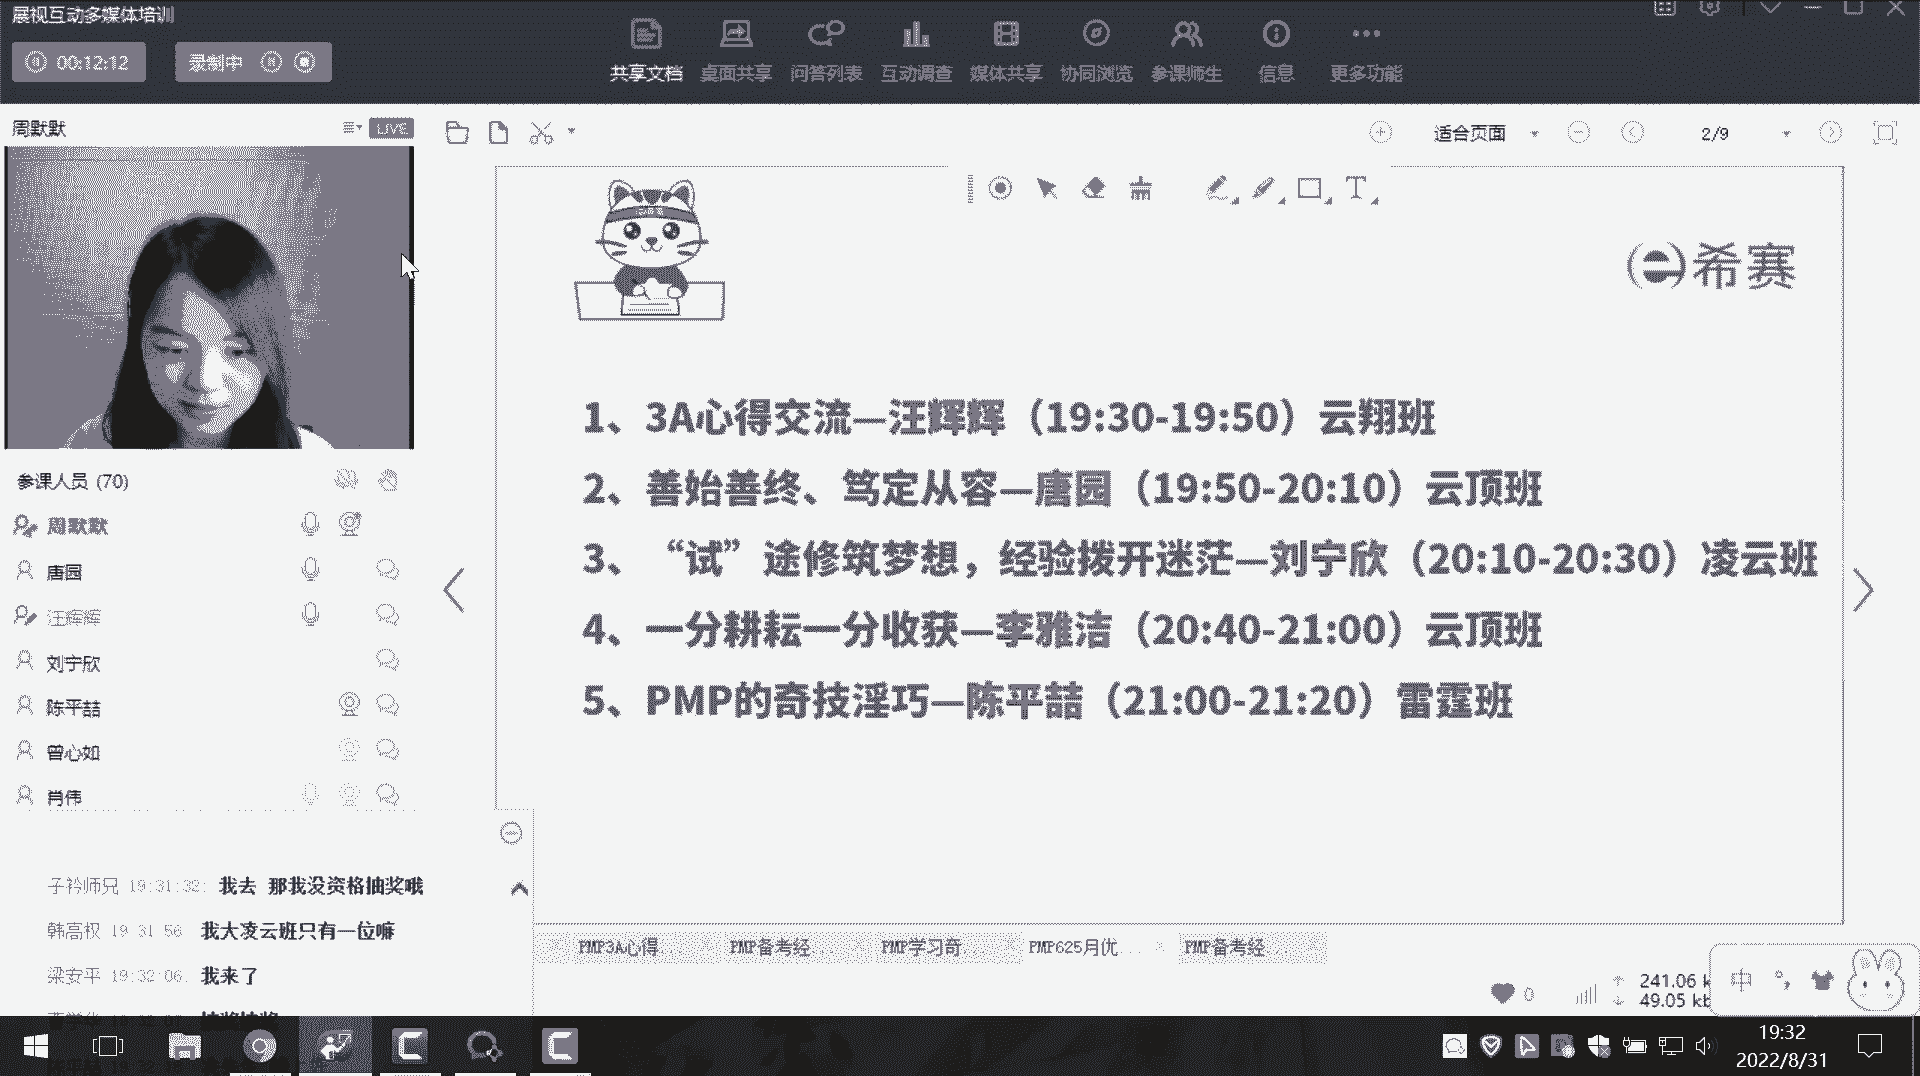 展视互动多媒体培训
00:12:12
录制中
共享文档
桌面共享
问答列表
互动调查
媒体共享
协同浏览
参课师生
信息
更多功能
周默默
LIVE
适合页面
2/9
希赛
1、3A心得交流—汪辉辉（19:30-19:50）云翔班
2、善始善终、笃定从容—唐园（19:50-20:10）云顶班
3、“试”途修筑梦想，经验拨开迷茫—刘宁欣（20:10-20:30）凌云班
4、一分耕耘一分收获—李雅洁（20:40-21:00）云顶班
5、PMP的奇技淫巧—陈平喆（21:00-21:20）雷霆班
参课人员 (70)
周默默
唐园
汪辉辉
刘宇欣
陈平喆
曾心如
肖伟
子衿师兄 19:31:32: 我去 那我没资格抽奖哦
韩高权 19 31 56 我大凌云班只有一位嘛
梁安平 19:32:06. 我来了
PMP3A心得.
PMP备考经
PMP学习奇
PMP625月优...
PMP备考经
0
241.06 k
49.05 kb
中
19:32
2022/8/31